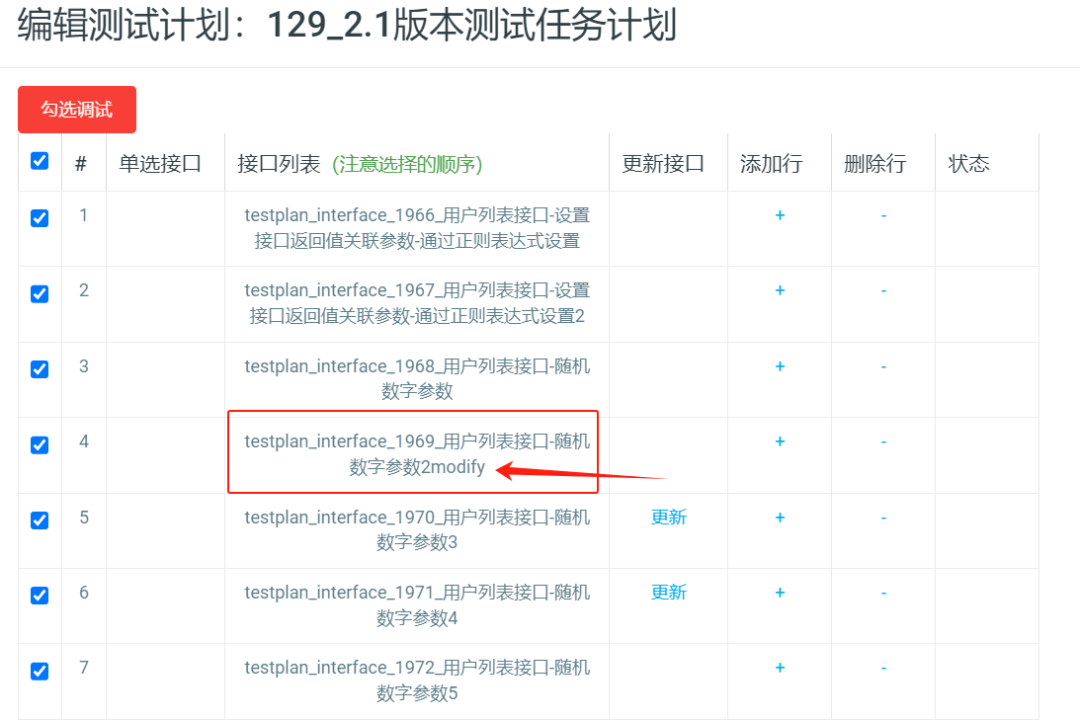 编辑测试计划：129_2.1版本测试任务计划
勾选调试
# 单选接口 接口列表 (注意选择的顺序) 更新接口 添加行 删除行 状态
1 testplan_interface_1966_用户列表接口-设置 + -
接口返回值关联参数-通过正则表达式设置
2 testplan_interface_1967_用户列表接口-设置 + -
接口返回值关联参数-通过正则表达式设置2
3 testplan_interface_1968_用户列表接口-随机 + -
数字参数
4 testplan_interface_1969_用户列表接口-随机 + -
数字参数2modify
5 testplan_interface_1970_用户列表接口-随机 更新 + -
数字参数3
6 testplan_interface_1971_用户列表接口-随机 更新 + -
数字参数4
7 testplan_interface_1972_用户列表接口-随机 + -
数字参数5